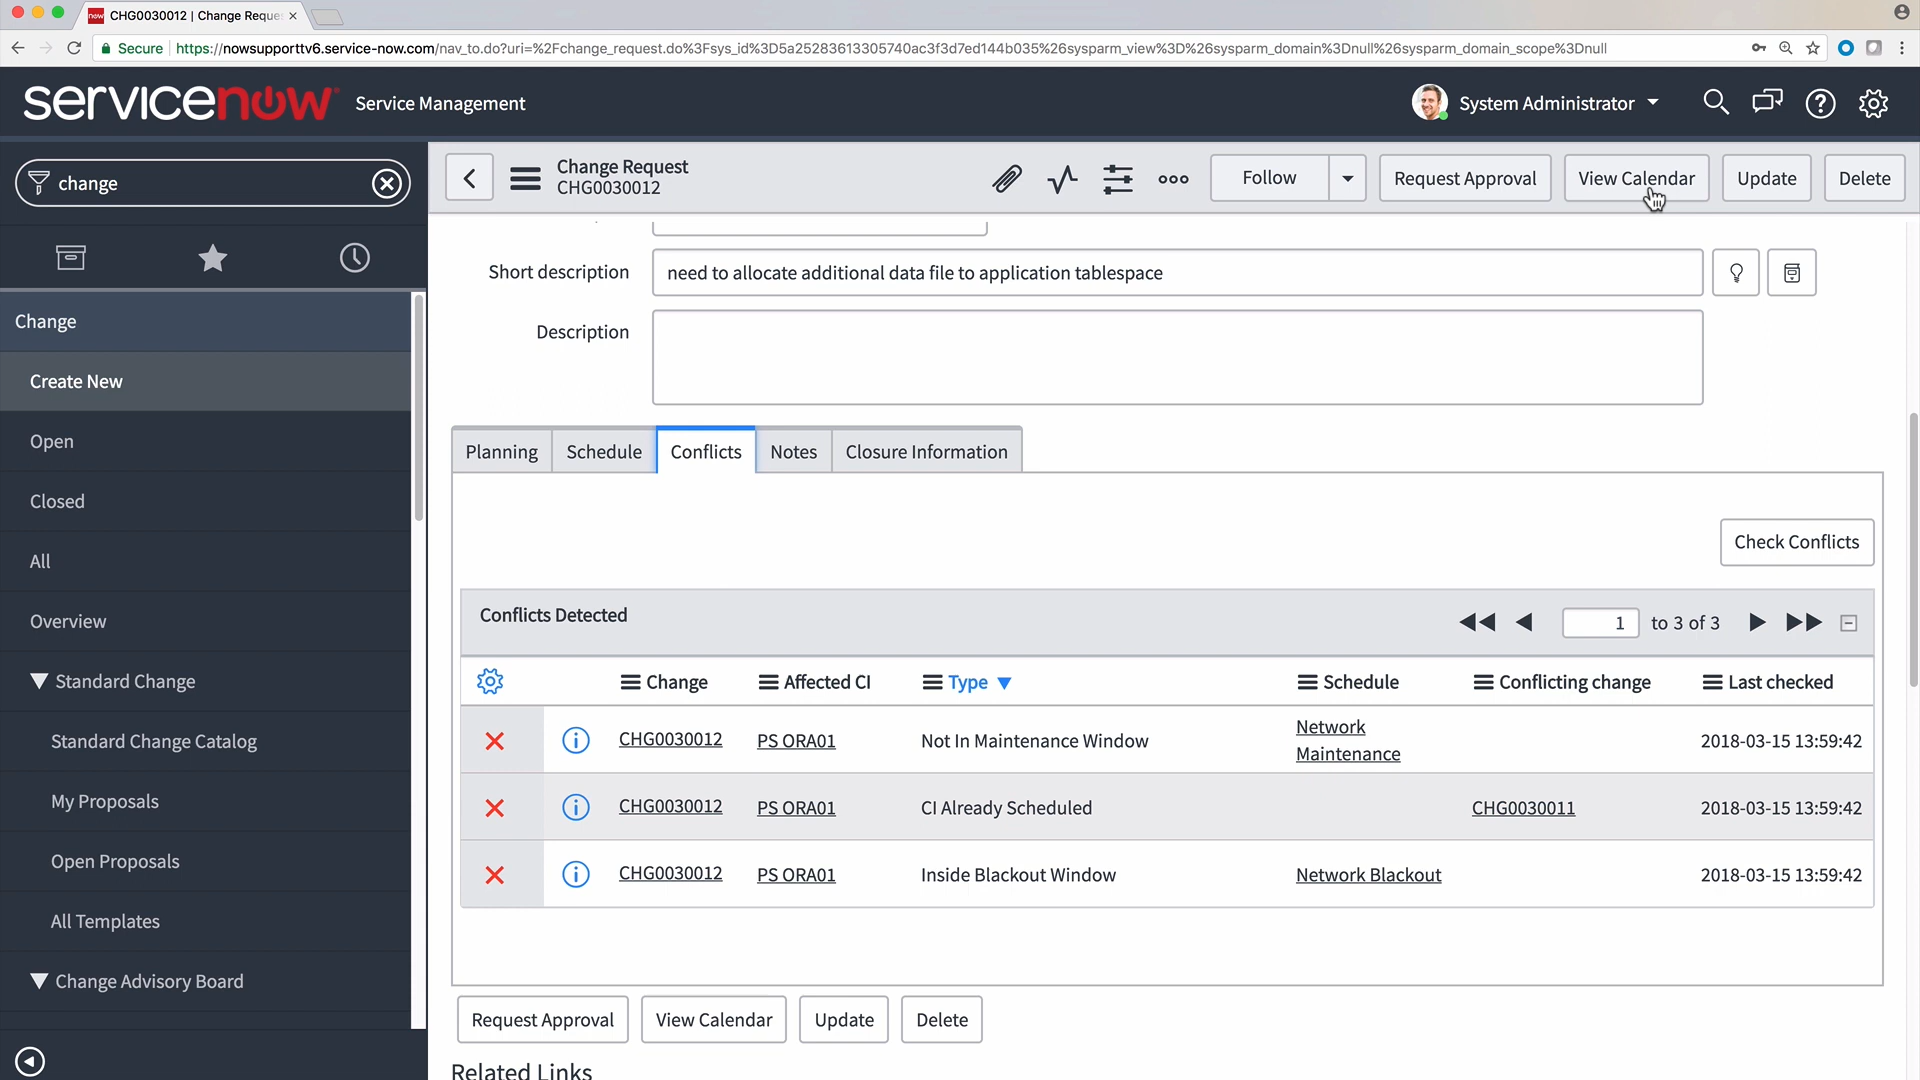 now CHG0030012 | Change Reque
Secure https://nowsupporttv6.service-now.com/nav_to.do?uri=%2Fchange_request.do%3Fsys_id%3D5a25283613305740ac3f3d7ed144b035%26sysparm_view%3D%26sysparm_domain%3Dnull%26sysparm_domain_scope%3Dnull
servicenow Service Management
System Administrator
change
Change Request
CHG0030012
Follow
Request Approval
View Calendar
Update
Delete
Change
Create New
Open
Closed
All
Overview
Standard Change
Standard Change Catalog
My Proposals
Open Proposals
All Templates
Change Advisory Board
Short description need to allocate additional data file to application tablespace
Description
Planning Schedule Conflicts Notes Closure Information
Check Conflicts
Conflicts Detected 1 to 3 of 3
Change Affected CI Type Schedule Conflicting change Last checked
CHG0030012 PS ORA01 Not In Maintenance Window Network Maintenance 2018-03-15 13:59:42
CHG0030012 PS ORA01 CI Already Scheduled CHG0030011 2018-03-15 13:59:42
CHG0030012 PS ORA01 Inside Blackout Window Network Blackout 2018-03-15 13:59:42
Request Approval View Calendar Update Delete
Related Links